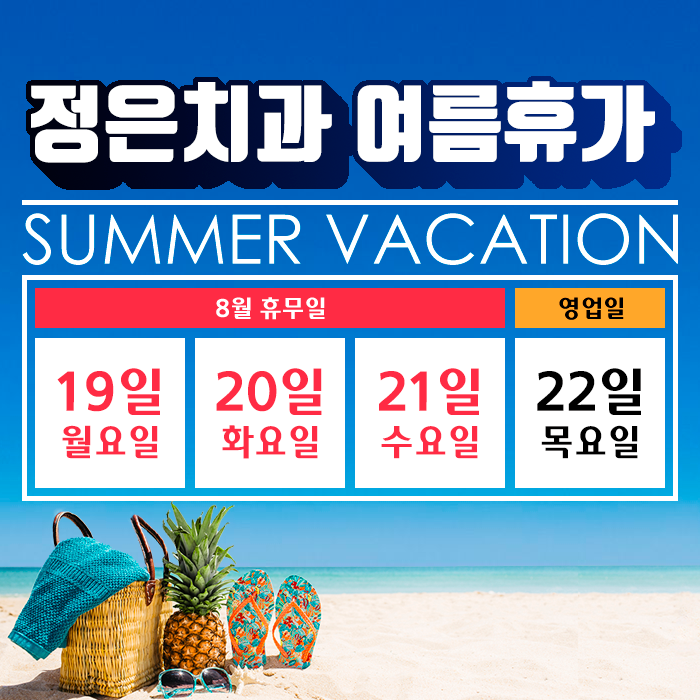 정은치과 여름휴가
SUMMER VACATION
8월 휴무일 영업일
19일 20일 21일 22일
월요일 화요일 수요일 목요일